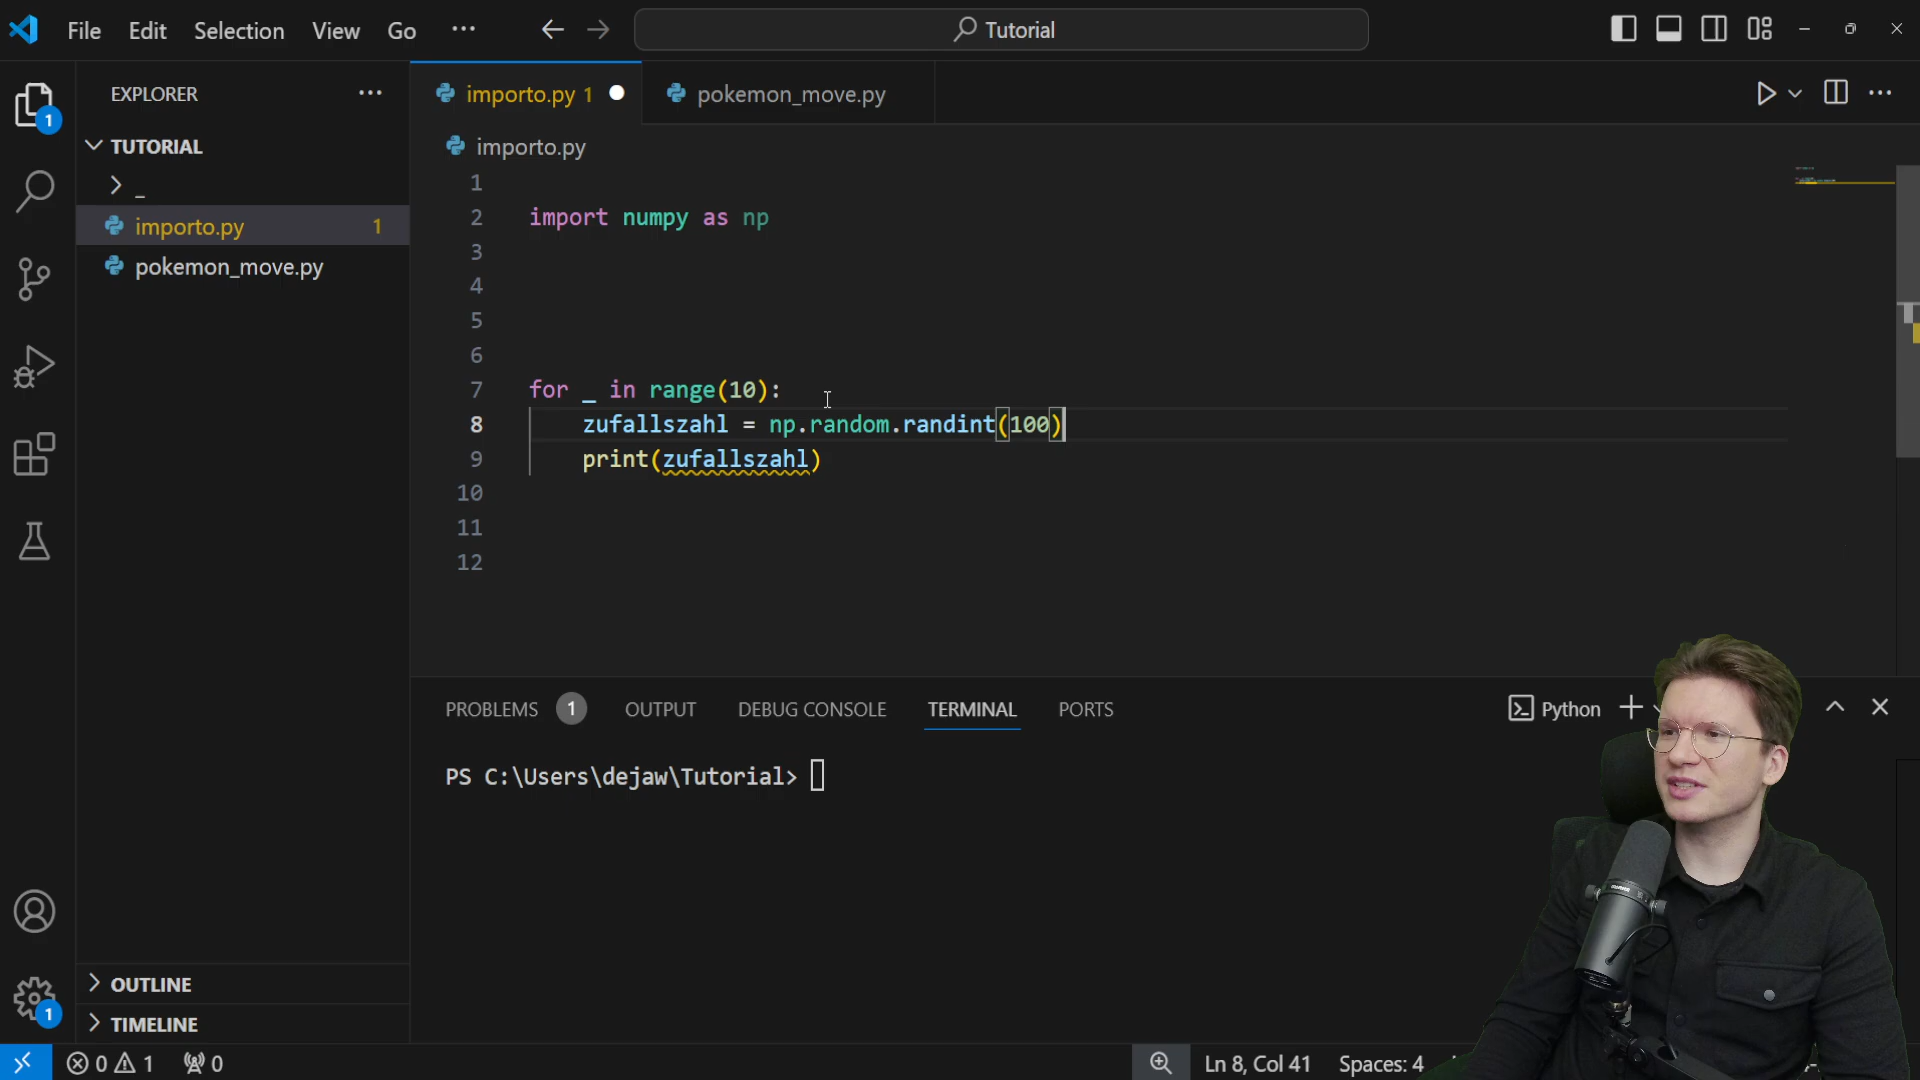 File Edit Selection View Go ···
Tutorial
EXPLORER ···
importo.py 1
pokemon_move.py
TUTORIAL
_
importo.py 1
pokemon_move.py
importo.py
1
2 import numpy as np
3
4
5
6
7 for _ in range(10):
8 zufallszahl = np.random.randint(100)
9 print(zufallszahl)
10
11
12
PROBLEMS 1 OUTPUT DEBUG CONSOLE TERMINAL PORTS
Python
PS C:\Users\dejaw\Tutorial>
1
1
OUTLINE
TIMELINE
0 1 0
Ln 8, Col 41 Spaces: 4